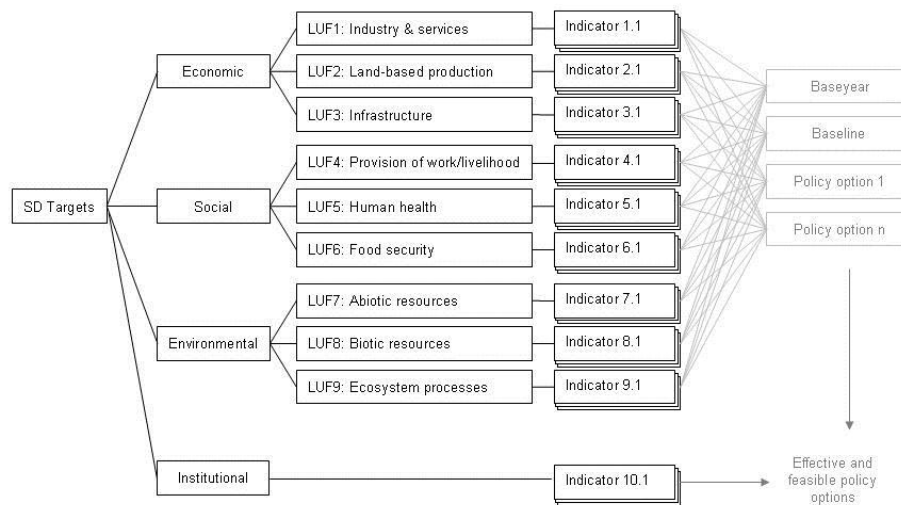 SD Targets
Economic
Social
Environmental
Institutional
LUF1: Industry & services
LUF2: Land-based production
LUF3: Infrastructure
LUF4: Provision of work/livelihood
LUF5: Human health
LUF6: Food security
LUF7: Abiotic resources
LUF8: Biotic resources
LUF9: Ecosystem processes
Indicator 1.1
Indicator 2.1
Indicator 3.1
Indicator 4.1
Indicator 5.1
Indicator 6.1
Indicator 7.1
Indicator 8.1
Indicator 9.1
Indicator 10.1
Baseyear
Baseline
Policy option 1
Policy option n
Effective and
feasible policy
options